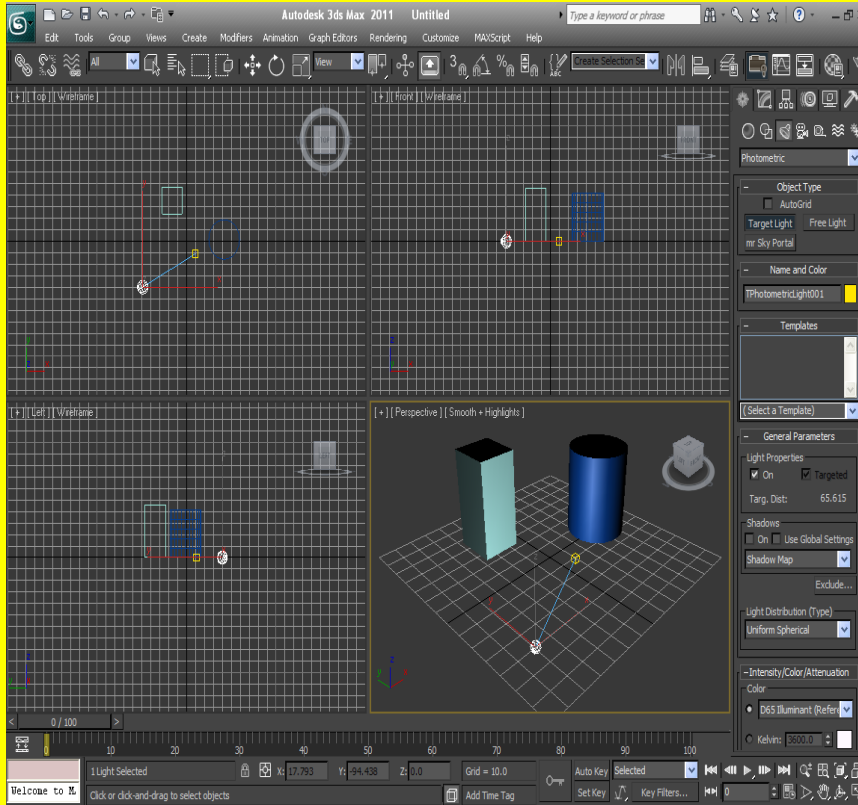 Autodesk 3ds Max 2011 Untitled
Type a keyword or phrase
Edit Tools Group Views Create Modifiers Animation Graph Editors Rendering Customize MAXScript Help
All View 3 Create Selection Se
[ + ] [ Top ] [ Wireframe ]
TOP
[ + ] [ Front ] [ Wireframe ]
FRONT
Photometric
Object Type
AutoGrid
Target Light Free Light
mr Sky Portal
Name and Color
TPhotometricLight001
Templates
(Select a Template)
General Parameters
Light Properties
On Targeted
Targ. Dist: 65.615
Shadows
On Use Global Settings
Shadow Map
Exclude...
Light Distribution (Type)
Uniform Spherical
Intensity/Color/Attenuation
Color
D65 Illuminant (Refere
Kelvin: 3600.0
[ + ] [ Left ] [ Wireframe ]
LEFT
[ + ] [ Perspective ] [ Smooth + Highlights ]
< 0 / 100 >
0 10 20 30 40 50 60 70 80 90 100
1 Light Selected X: 17.793 Y: -94.438 Z: 0.0 Grid = 10.0 Auto Key Selected
Welcome to M. Click or click-and-drag to select objects Add Time Tag Set Key Key Filters... 0